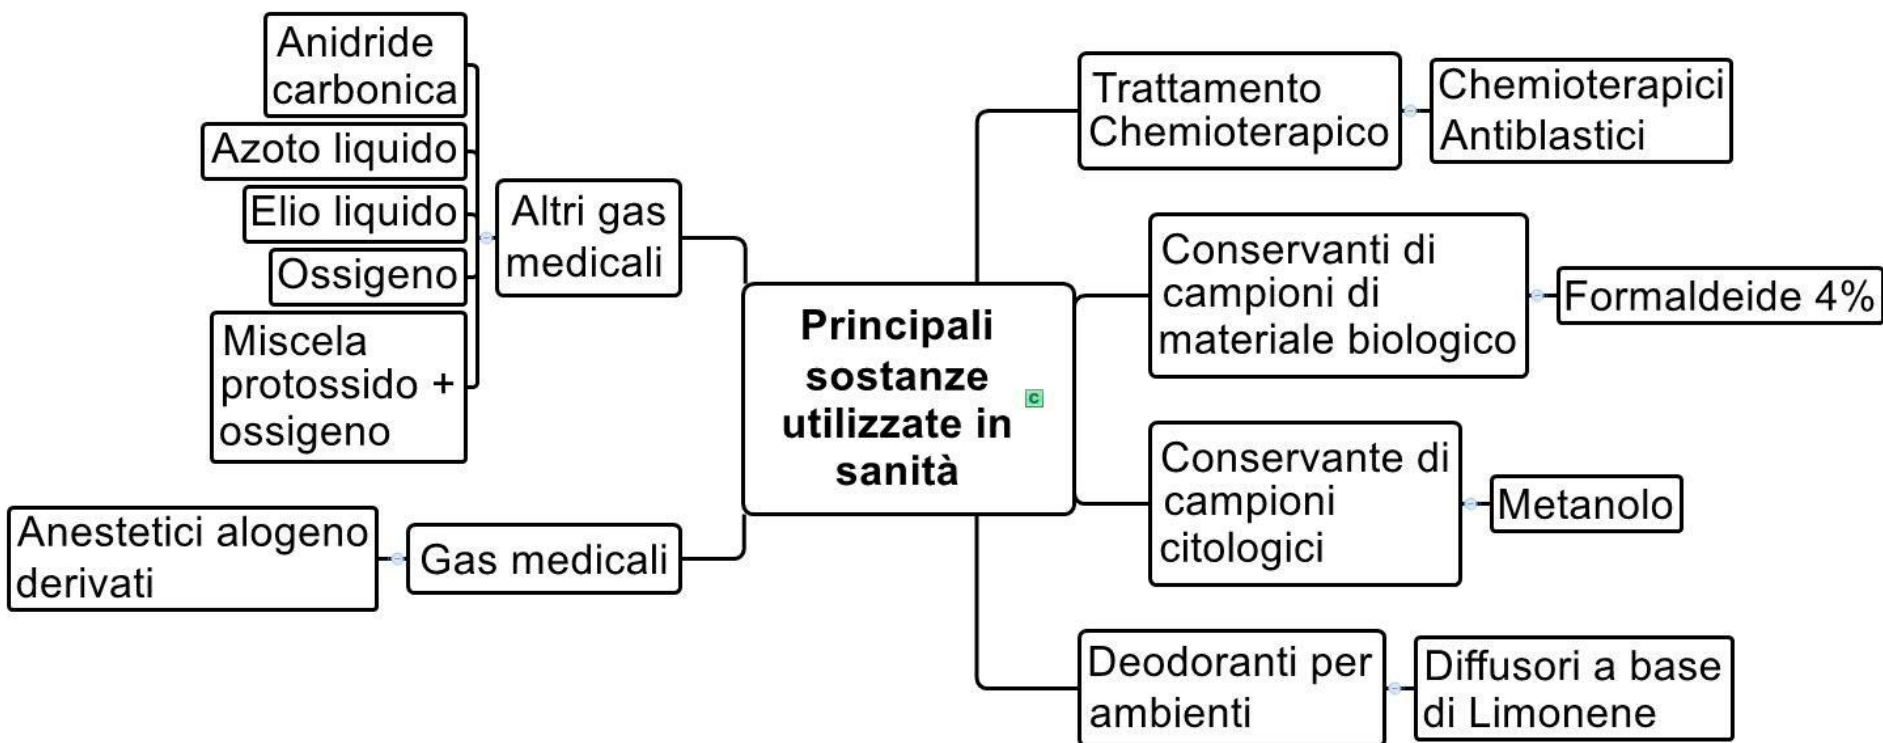 Anidride
carbonica
Azoto liquido
Elio liquido
Ossigeno
Miscela
protossido +
ossigeno
Altri gas
medicali
Anestetici alogeno
derivati
Gas medicali
Principali
sostanze
utilizzate in
sanità
C
Trattamento
Chemioterapico
Chemioterapici
Antiblastici
Conservanti di
campioni di
materiale biologico
Formaldeide 4%
Conservante di
campioni
citologici
Metanolo
Deodoranti per
ambienti
Diffusori a base
di Limonene